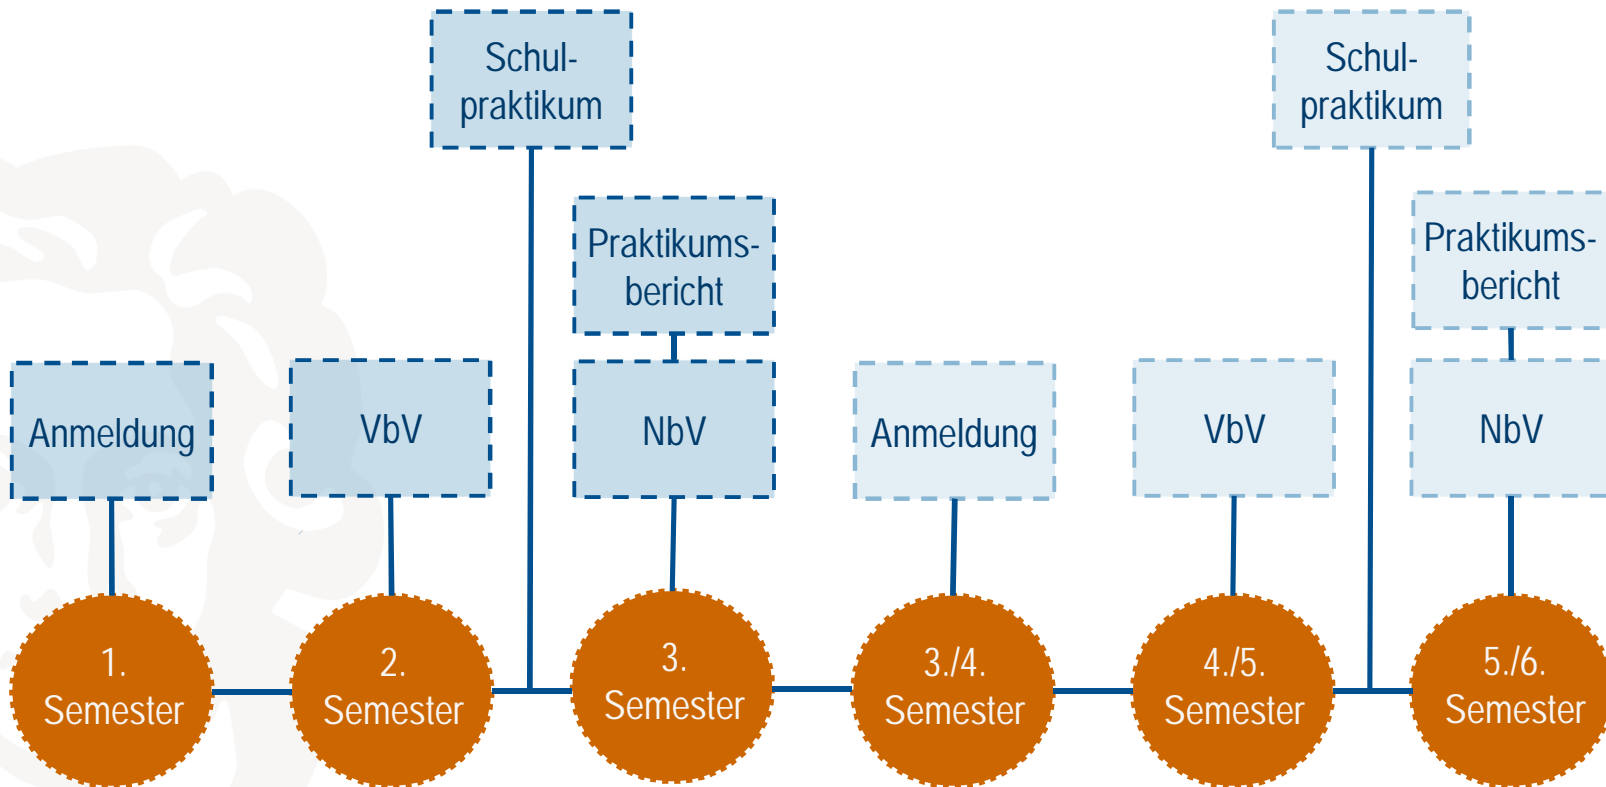 Schul-
praktikum
Schul-
praktikum
Praktikums-
bericht
Praktikums-
bericht
Anmeldung
VbV
NbV
Anmeldung
VbV
NbV
1.
Semester
2.
Semester
3.
Semester
3./4.
Semester
4./5.
Semester
5./6.
Semester